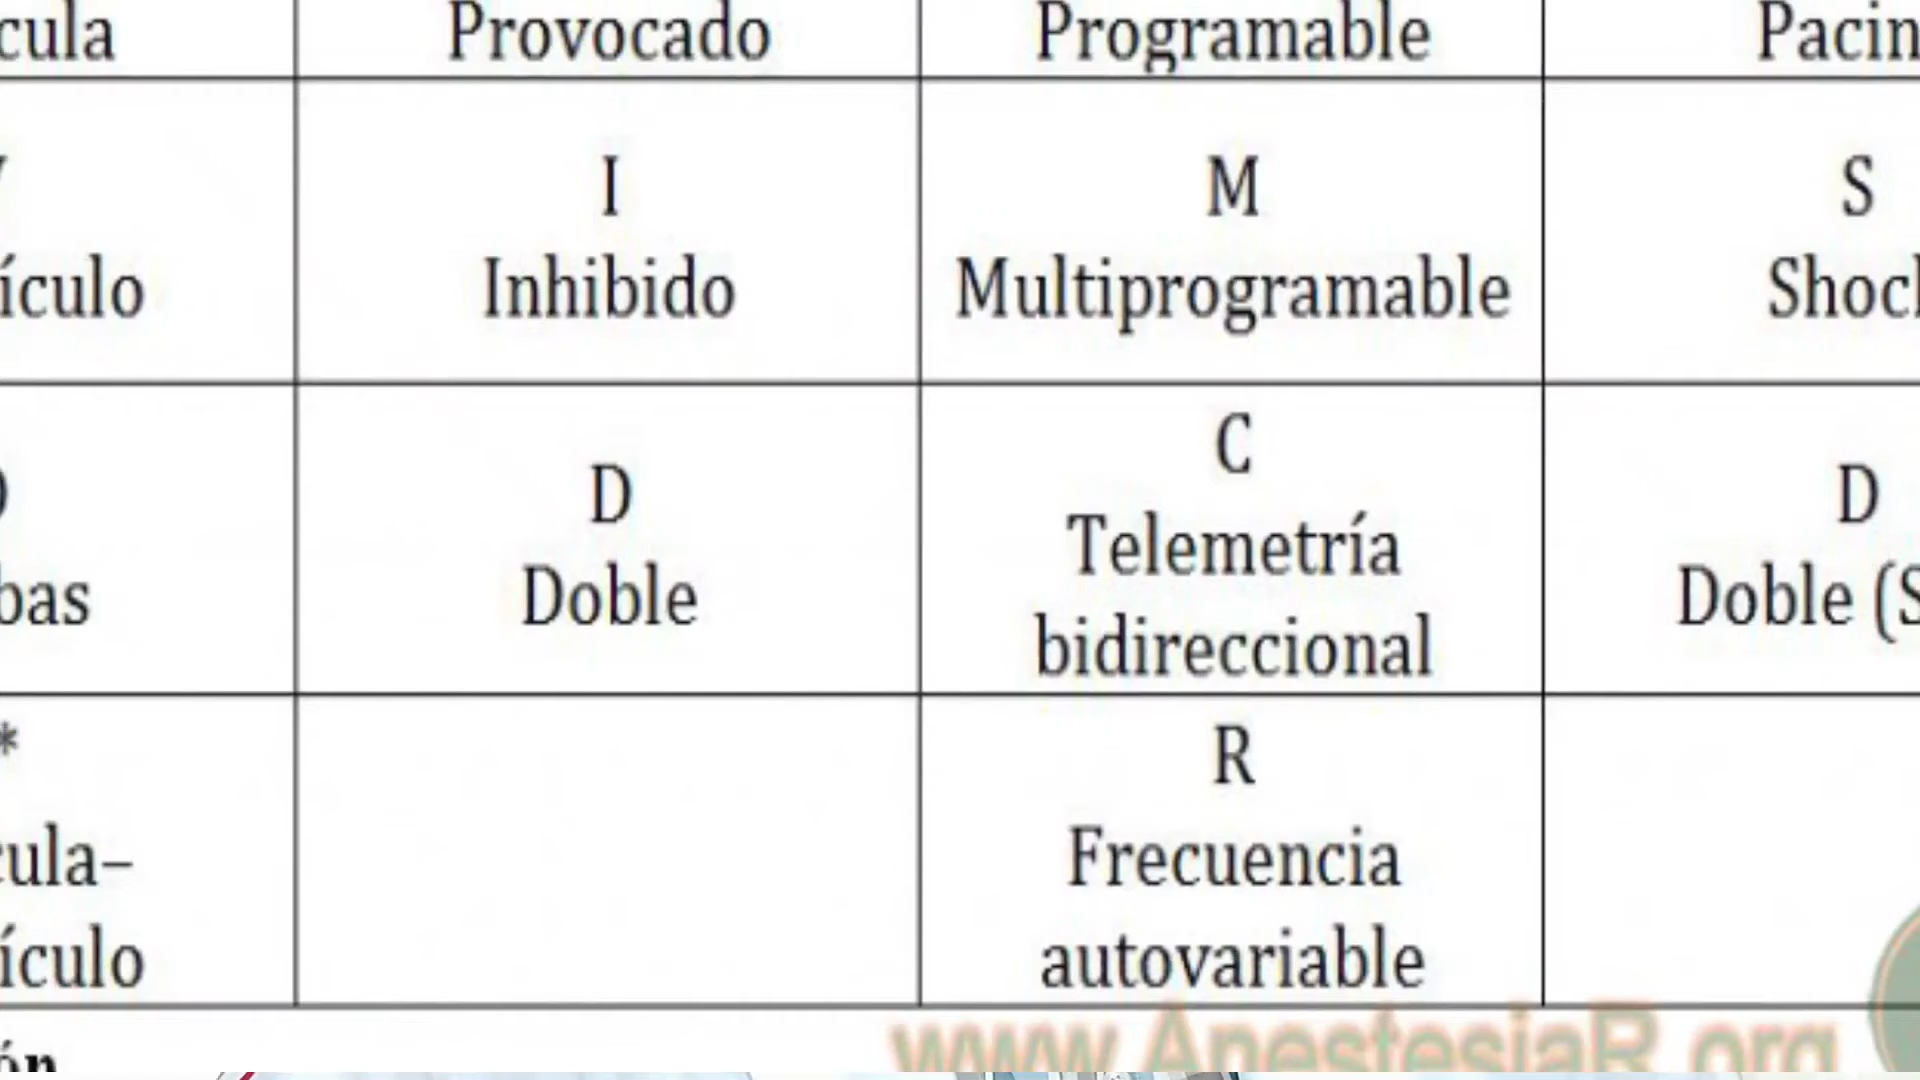 cula Provocado Programable Pacin
I M S
ículo Inhibido Multiprogramable Shock
C
D D
Telemetría
bas Doble Doble (S
bidireccional
*
R
cula–
Frecuencia
ículo autovariable
www.AnestesiaR.org
ón